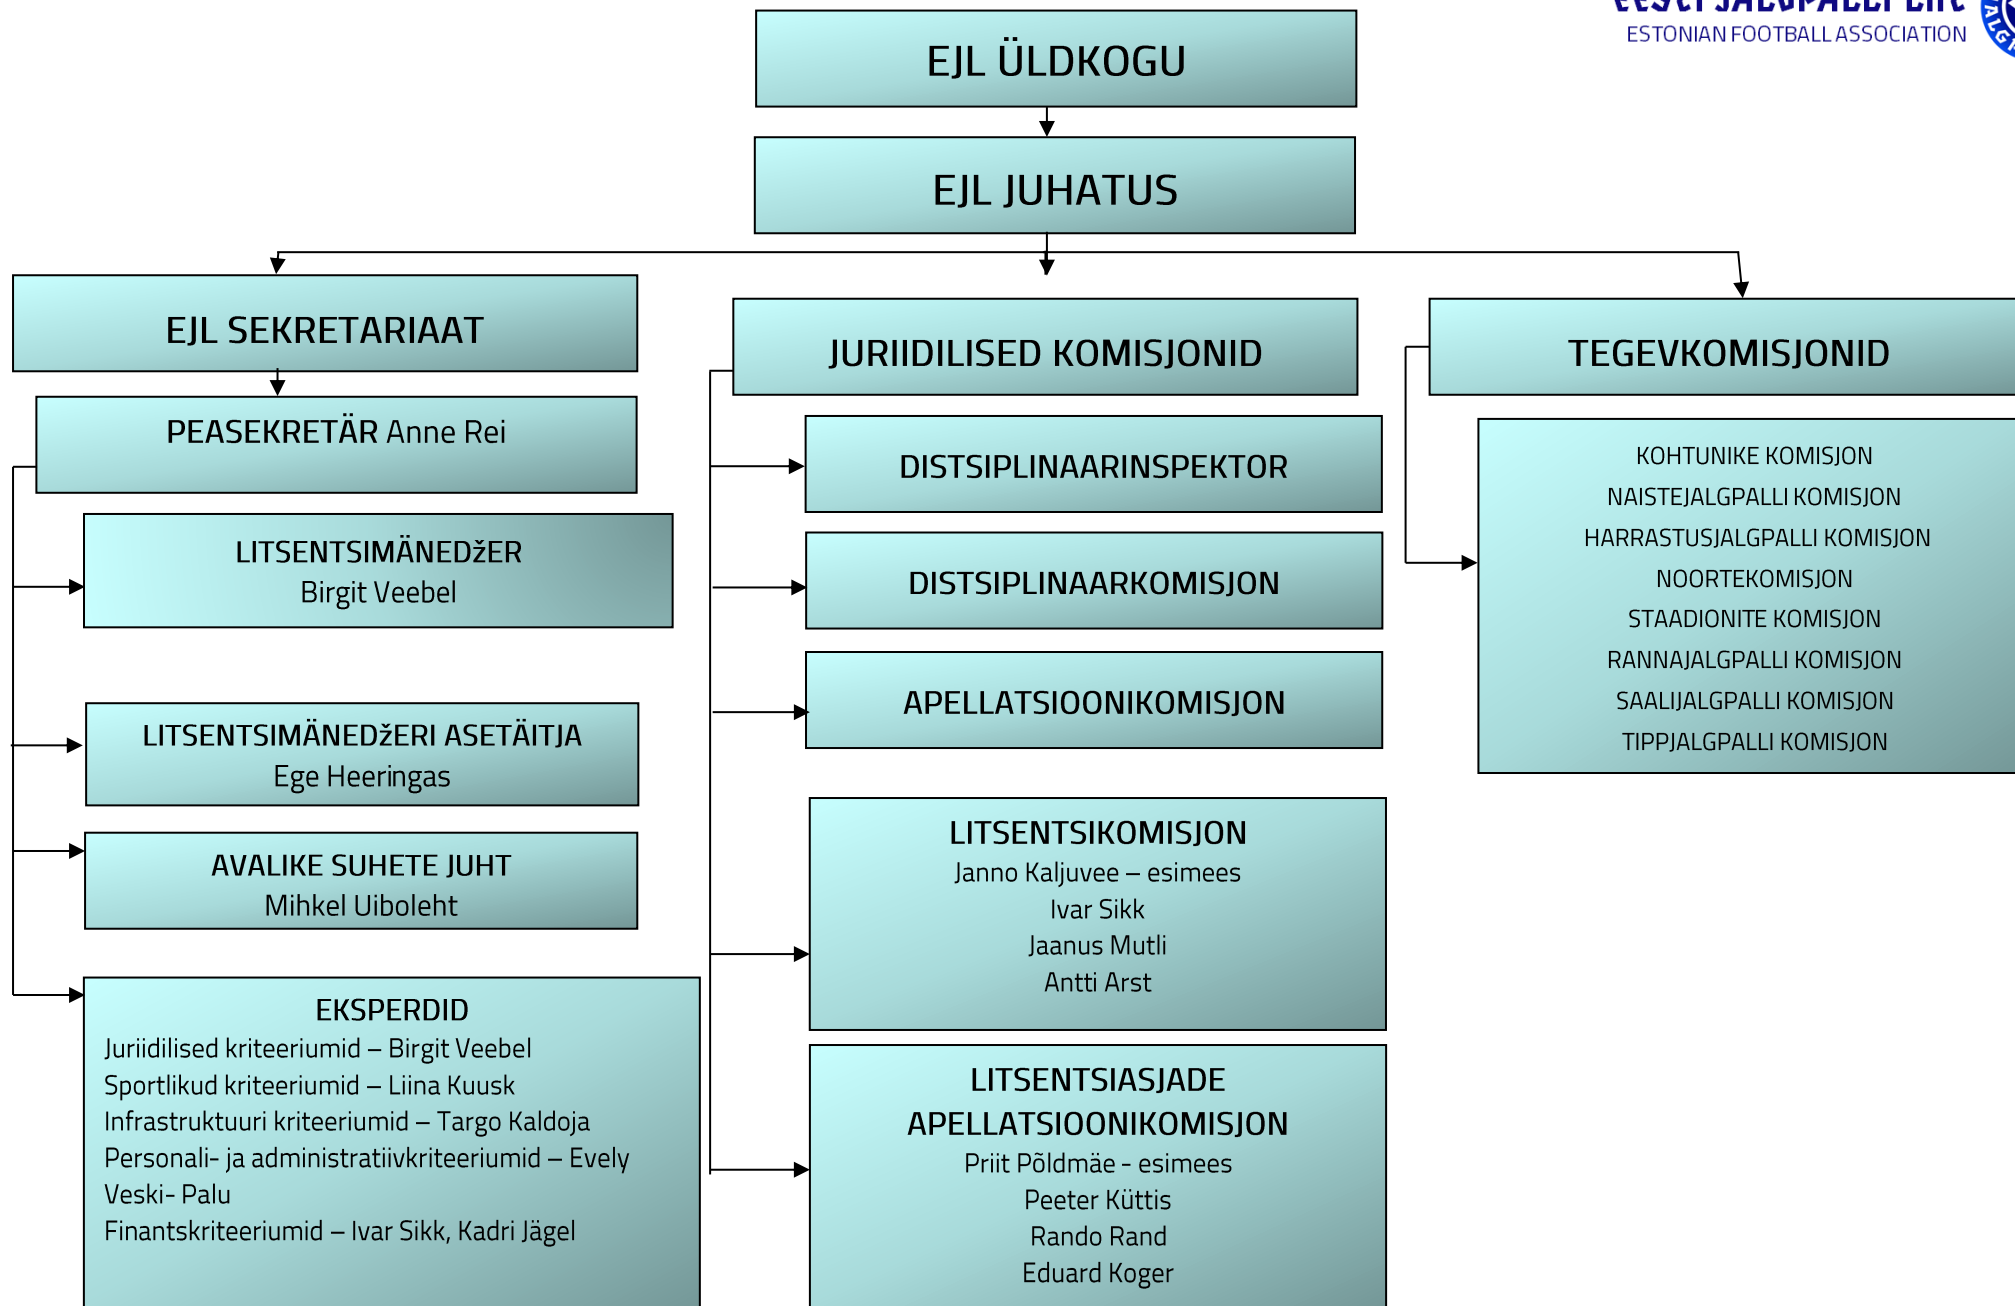 ESTONIAN FOOTBALL ASSOCIATION
EJL ÜLDKOGU
EJL JUHATUS
EJL SEKRETARIAAT
PEASEKRETÄR Anne Rei
LITSENTSIMÄNEDžER
Birgit Veebel
LITSENTSIMÄNEDžERI ASETÄITJA
Ege Heeringas
AVALIKE SUHETE JUHT
Mihkel Uiboleht
EKSPERDID
Juriidilised kriteeriumid – Birgit Veebel
Sportlikud kriteeriumid – Liina Kuusk
Infrastruktuuri kriteeriumid – Targo Kaldoja
Personali- ja administratiivkriteeriumid – Evely
Veski- Palu
Finantskriteeriumid – Ivar Sikk, Kadri Jägel
JURIIDILISED KOMISJONID
DISTSIPLINAARINSPEKTOR
DISTSIPLINAARKOMISJON
APELLATSIOONIKOMISJON
LITSENTSIKOMISJON
Janno Kaljuvee – esimees
Ivar Sikk
Jaanus Mutli
Antti Arst
LITSENTSIASJADE
APELLATSIOONIKOMISJON
Priit Põldmäe - esimees
Peeter Küttis
Rando Rand
Eduard Koger
TEGEVKOMISJONID
KOHTUNIKE KOMISJON
NAISTEJALGPALLI KOMISJON
HARRASTUSJALGPALLI KOMISJON
NOORTEKOMISJON
STAADIONITE KOMISJON
RANNAJALGPALLI KOMISJON
SAALIJALGPALLI KOMISJON
TIPPJALGPALLI KOMISJON